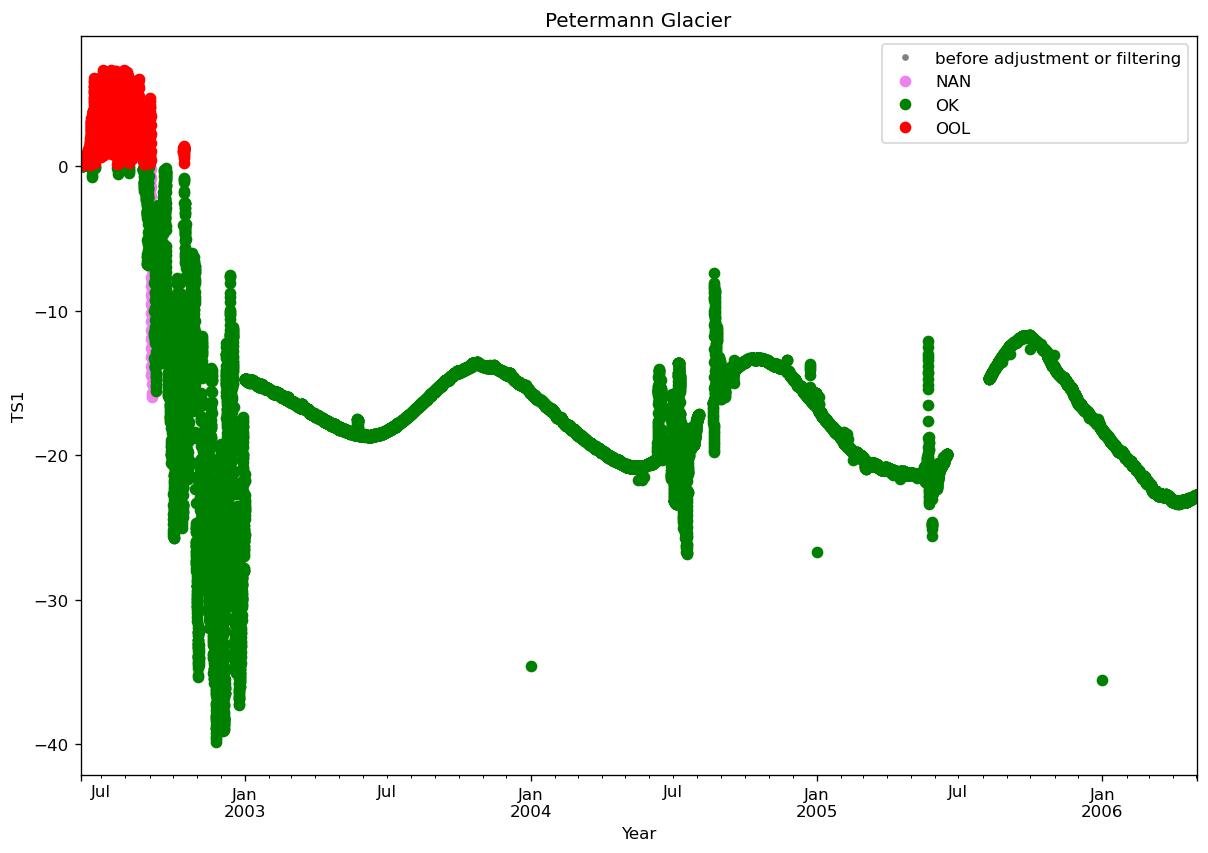 Petermann Glacier
before adjustment or filtering
NAN
OK
OOL
TS1
0
−10
−20
−30
−40
Jul Jan Jul Jan Jul Jan Jul Jan
2003 2004 2005 2006
Year